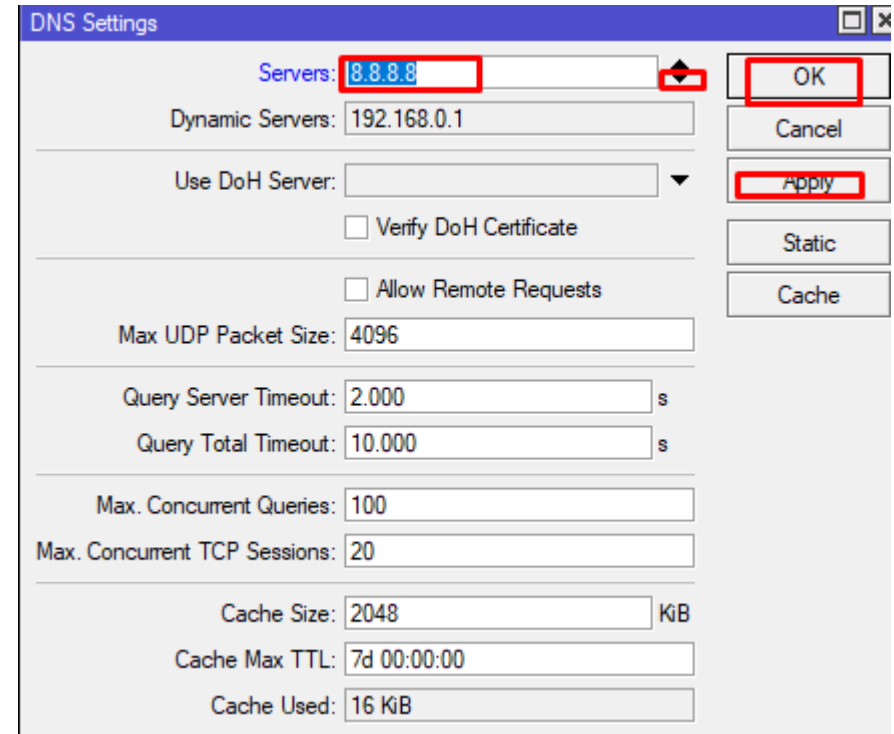 DNS Settings
Servers: 8.8.8.8
OK
Dynamic Servers: 192.168.0.1
Cancel
Use DoH Server:
Apply
Verify DoH Certificate
Static
Allow Remote Requests
Cache
Max UDP Packet Size: 4096
Query Server Timeout: 2.000 s
Query Total Timeout: 10.000 s
Max. Concurrent Queries: 100
Max. Concurrent TCP Sessions: 20
Cache Size: 2048 KiB
Cache Max TTL: 7d 00:00:00
Cache Used: 16 KiB